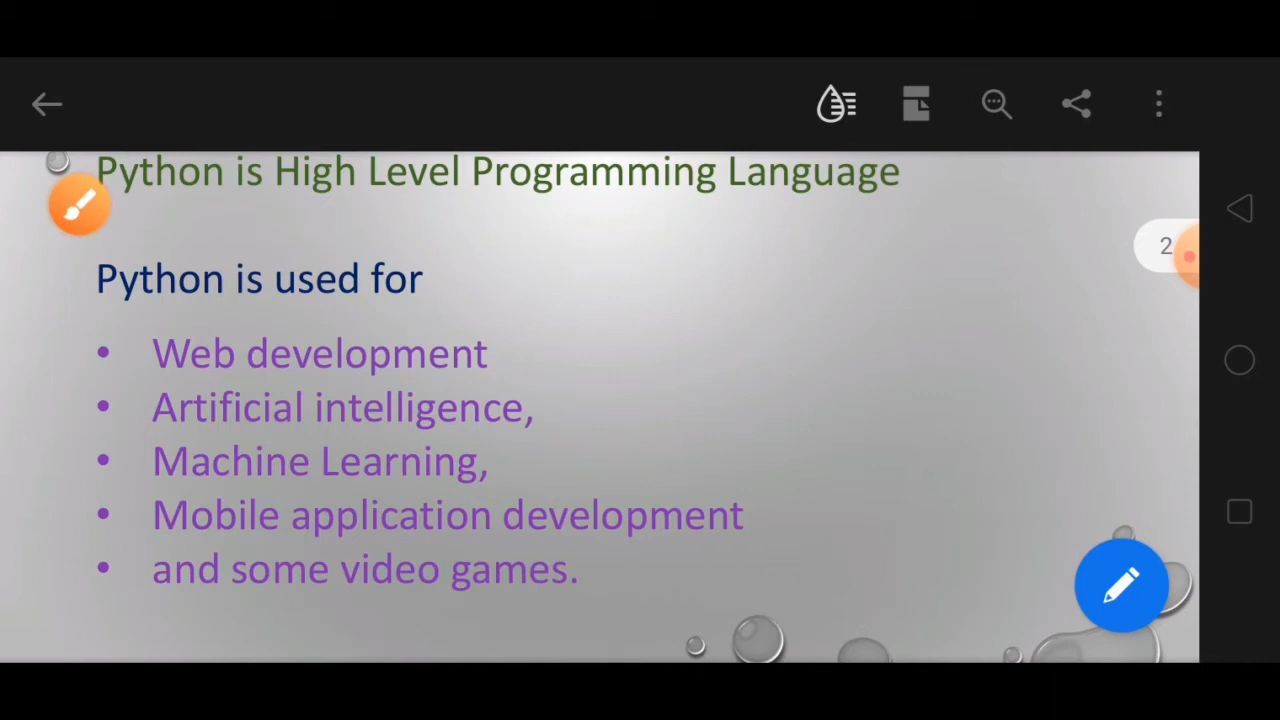 Python is High Level Programming Language
2
Python is used for
• Web development
• Artificial intelligence,
• Machine Learning,
• Mobile application development
• and some video games.